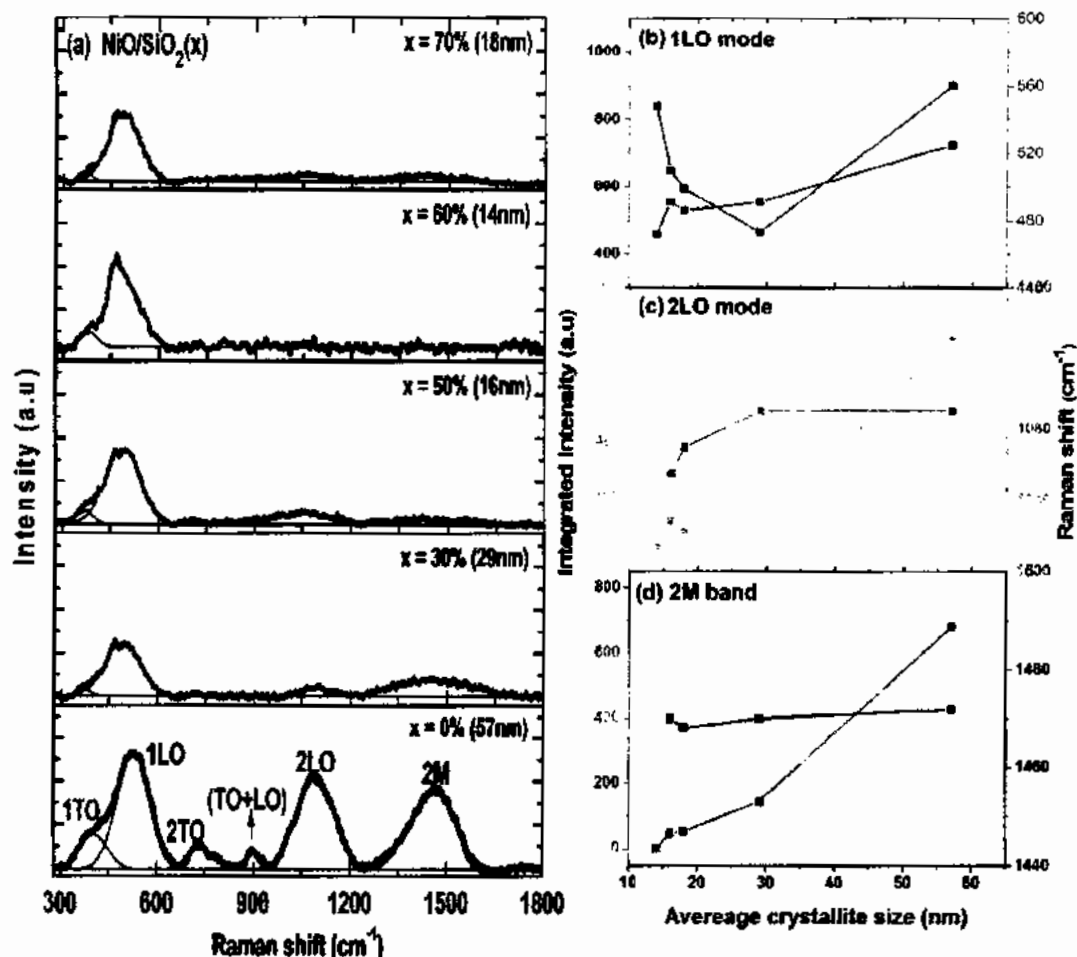 (a) NiO/SiO₂(x)
x = 70% (18nm)
x = 60% (14nm)
x = 50% (16nm)
x = 30% (29nm)
x = 0% (57nm)
1TO
1LO
2TO
(TO+LO)
2LO
2M
Intensity (a.u)
300 600 900 1200 1500 1800
Raman shift (cm⁻¹)
(b) 1LO mode
1000
800
600
400
600
560
520
480
(c) 2LO mode
1080
Integrated Intensity (a.u)
Raman shift (cm⁻¹)
(d) 2M band
800
600
400
200
0
1480
1460
1440
10 20 30 40 50 60
Avereage crystallite size (nm)